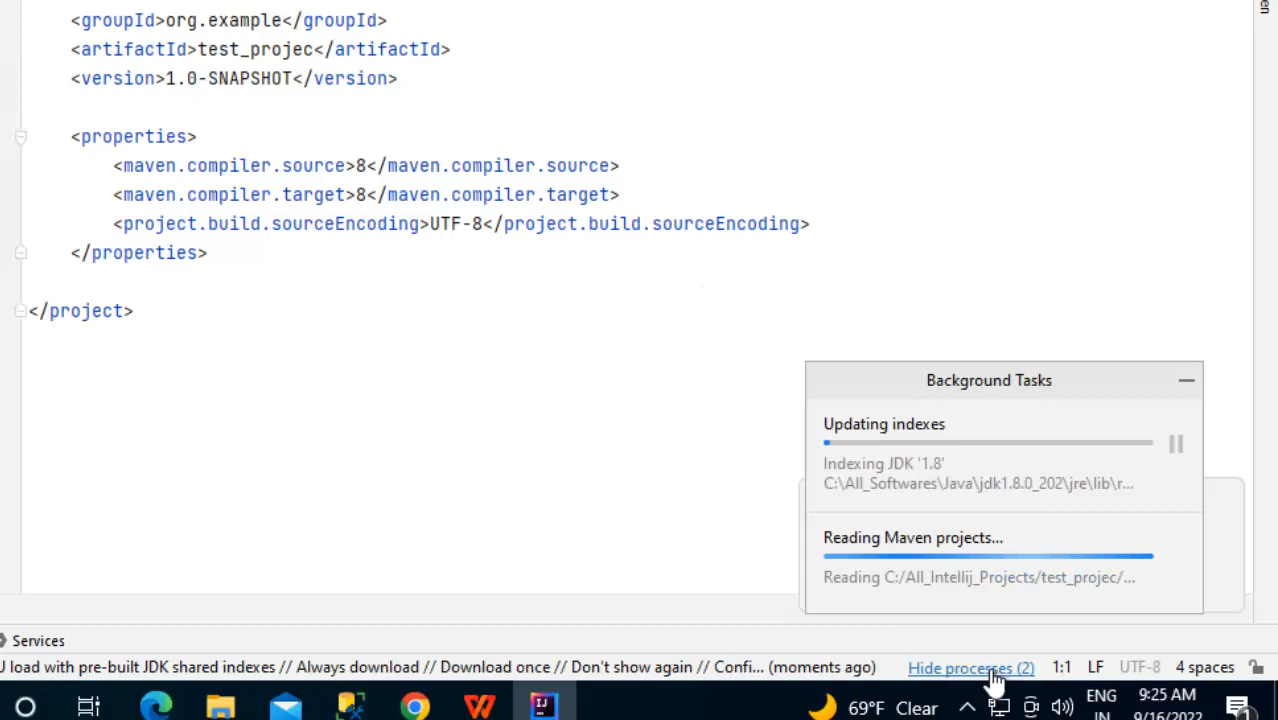 <groupId>org.example</groupId>
<artifactId>test_projec</artifactId>
<version>1.0-SNAPSHOT</version>
<properties>
<maven.compiler.source>8</maven.compiler.source>
<maven.compiler.target>8</maven.compiler.target>
<project.build.sourceEncoding>UTF-8</project.build.sourceEncoding>
</properties>
</project>
Background Tasks
Updating indexes
Indexing JDK '1.8'
C:\All_Softwares\Java\jdk1.8.0_202\jre\lib\r...
Reading Maven projects...
Reading C:/All_Intellij_Projects/test_projec/...
Services
U load with pre-built JDK shared indexes // Always download // Download once // Don't show again // Confi... (moments ago) Hide processes (2) 1:1 LF UTF-8 4 spaces
69°F Clear ENG 9:25 AM
IN 9/16/2022